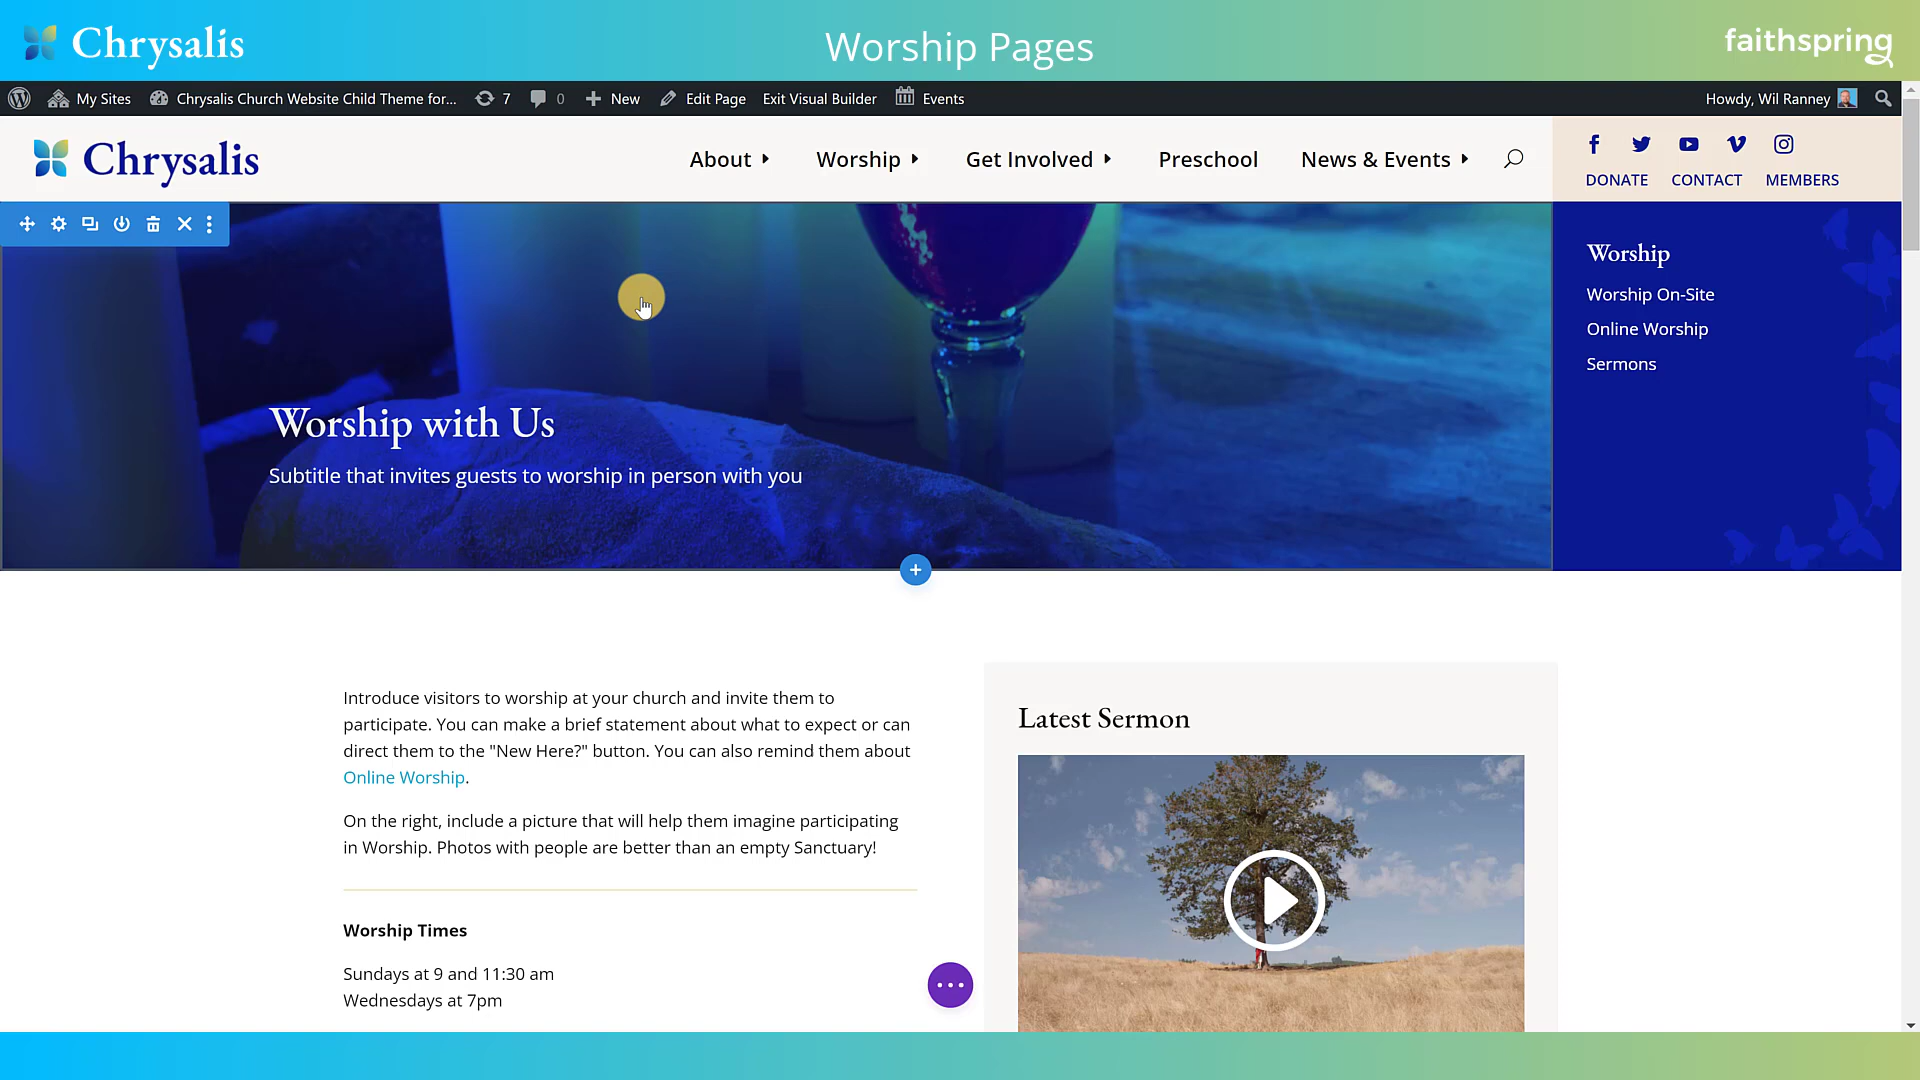 Chrysalis
Worship Pages
faithspring
My Sites
Chrysalis Church Website Child Theme for...
7
0
New
Edit Page
Exit Visual Builder
Events
Howdy, Wil Ranney
Chrysalis
About
Worship
Get Involved
Preschool
News & Events
DONATE
CONTACT
MEMBERS
Worship
Worship On-Site
Online Worship
Sermons
Worship with Us
Subtitle that invites guests to worship in person with you
Introduce visitors to worship at your church and invite them to
participate. You can make a brief statement about what to expect or can
direct them to the "New Here?" button. You can also remind them about
Online Worship.
On the right, include a picture that will help them imagine participating
in Worship. Photos with people are better than an empty Sanctuary!
Worship Times
Sundays at 9 and 11:30 am
Wednesdays at 7pm
Latest Sermon